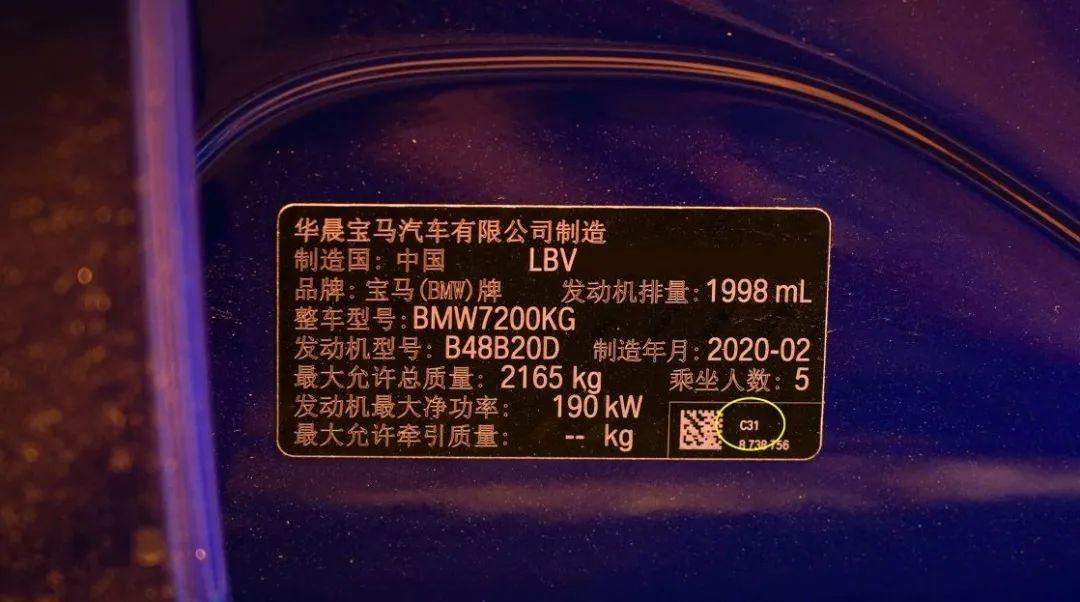 华晨宝马汽车有限公司制造
制造国: 中国 LBV
品牌: 宝马(BMW)牌 发动机排量: 1998 mL
整车型号: BMW7200KG
发动机型号: B48B20D 制造年月: 2020-02
最大允许总质量: 2165 kg 乘坐人数: 5
发动机最大净功率: 190 kW
最大允许牵引质量: -- kg
C31
8 738 756